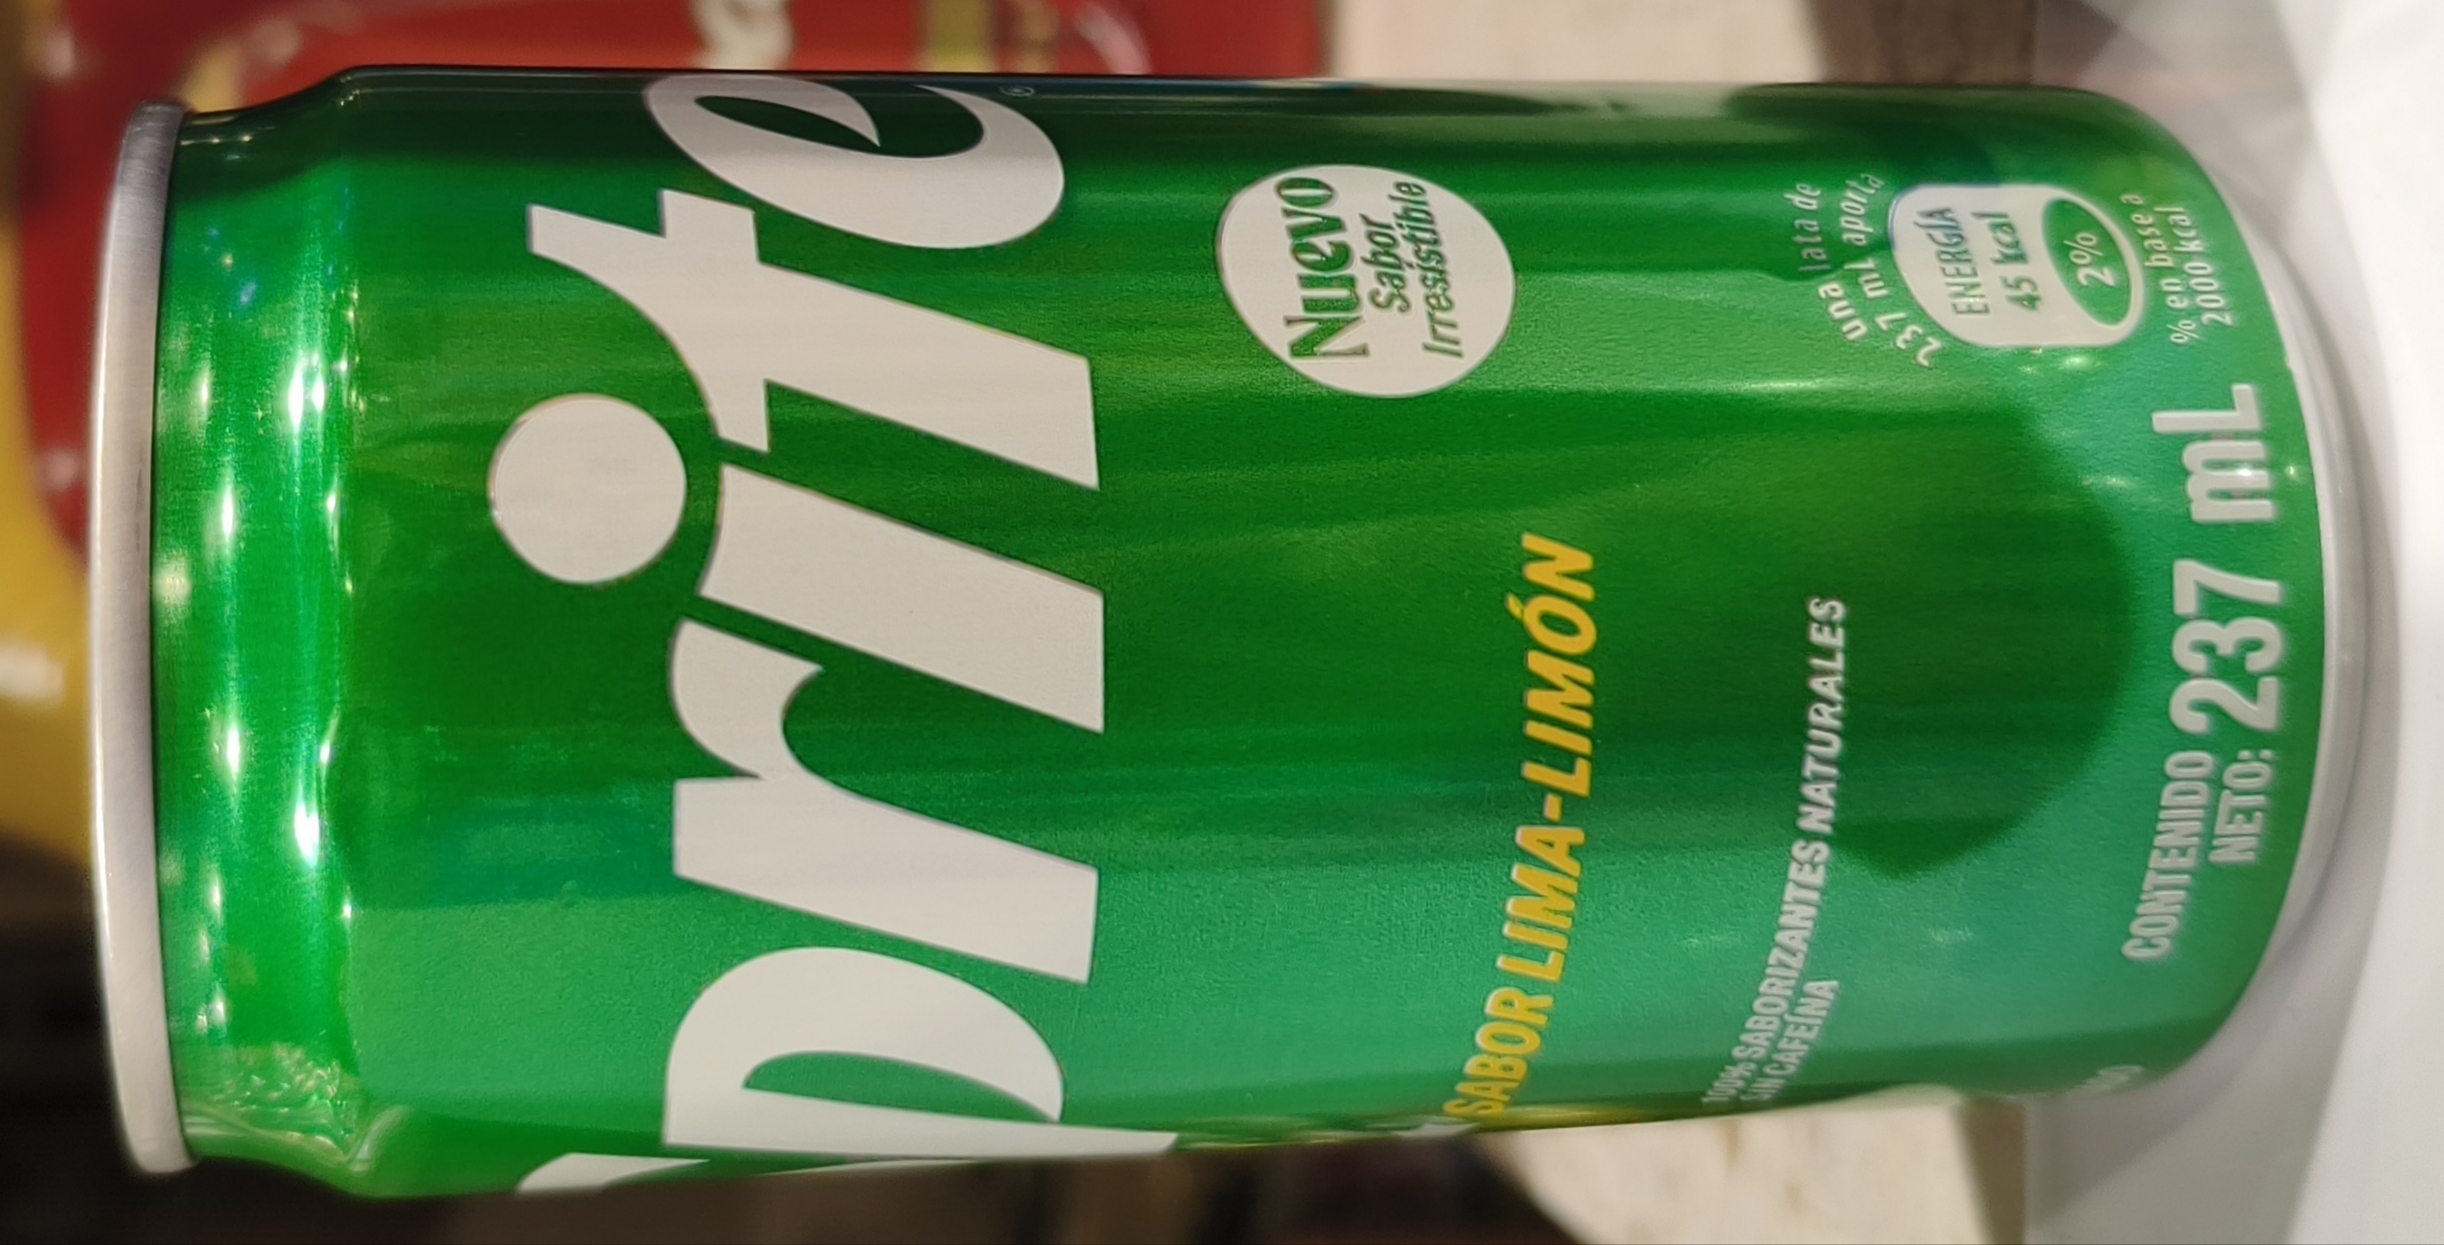 Sprite
Nuevo
Sabor
Irresistible
SABOR LIMA-LIMÓN
100% SABORIZANTES NATURALES
SIN CAFEÍNA
una lata de
237 mL aporta
ENERGÍA
45 kcal
2%
% en base a
2000 kcal
CONTENIDO
NETO: 237 mL